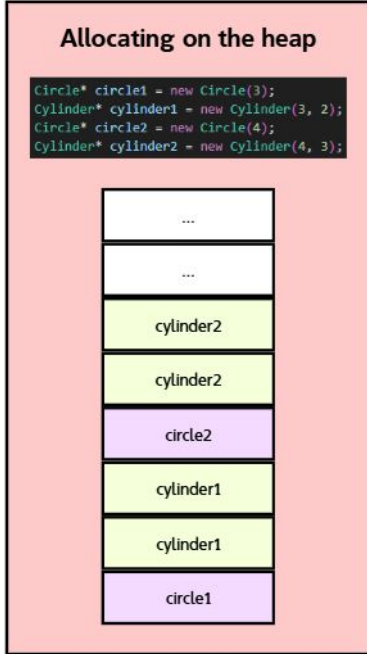 Allocating on the heap
Circle* circle1 = new Circle(3);
Cylinder* cylinder1 = new Cylinder(3, 2);
Circle* circle2 = new Circle(4);
Cylinder* cylinder2 = new Cylinder(4, 3);
...
...
cylinder2
cylinder2
circle2
cylinder1
cylinder1
circle1